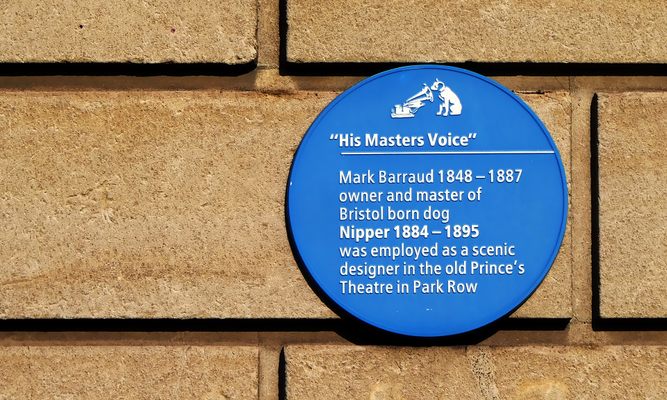 "His Masters Voice"
Mark Barraud 1848 – 1887
owner and master of
Bristol born dog
Nipper 1884 – 1895
was employed as a scenic
designer in the old Prince's
Theatre in Park Row